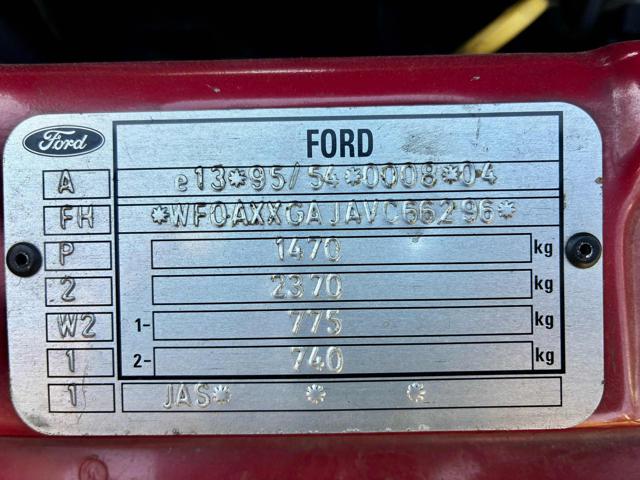 Ford FORD
A e13*95/54*0008*04
FH *WF0AXXGAJAVC66296*
P 1470 kg
2 2370 kg
W2 1- 775 kg
1 2- 740 kg
1 JAS* * *